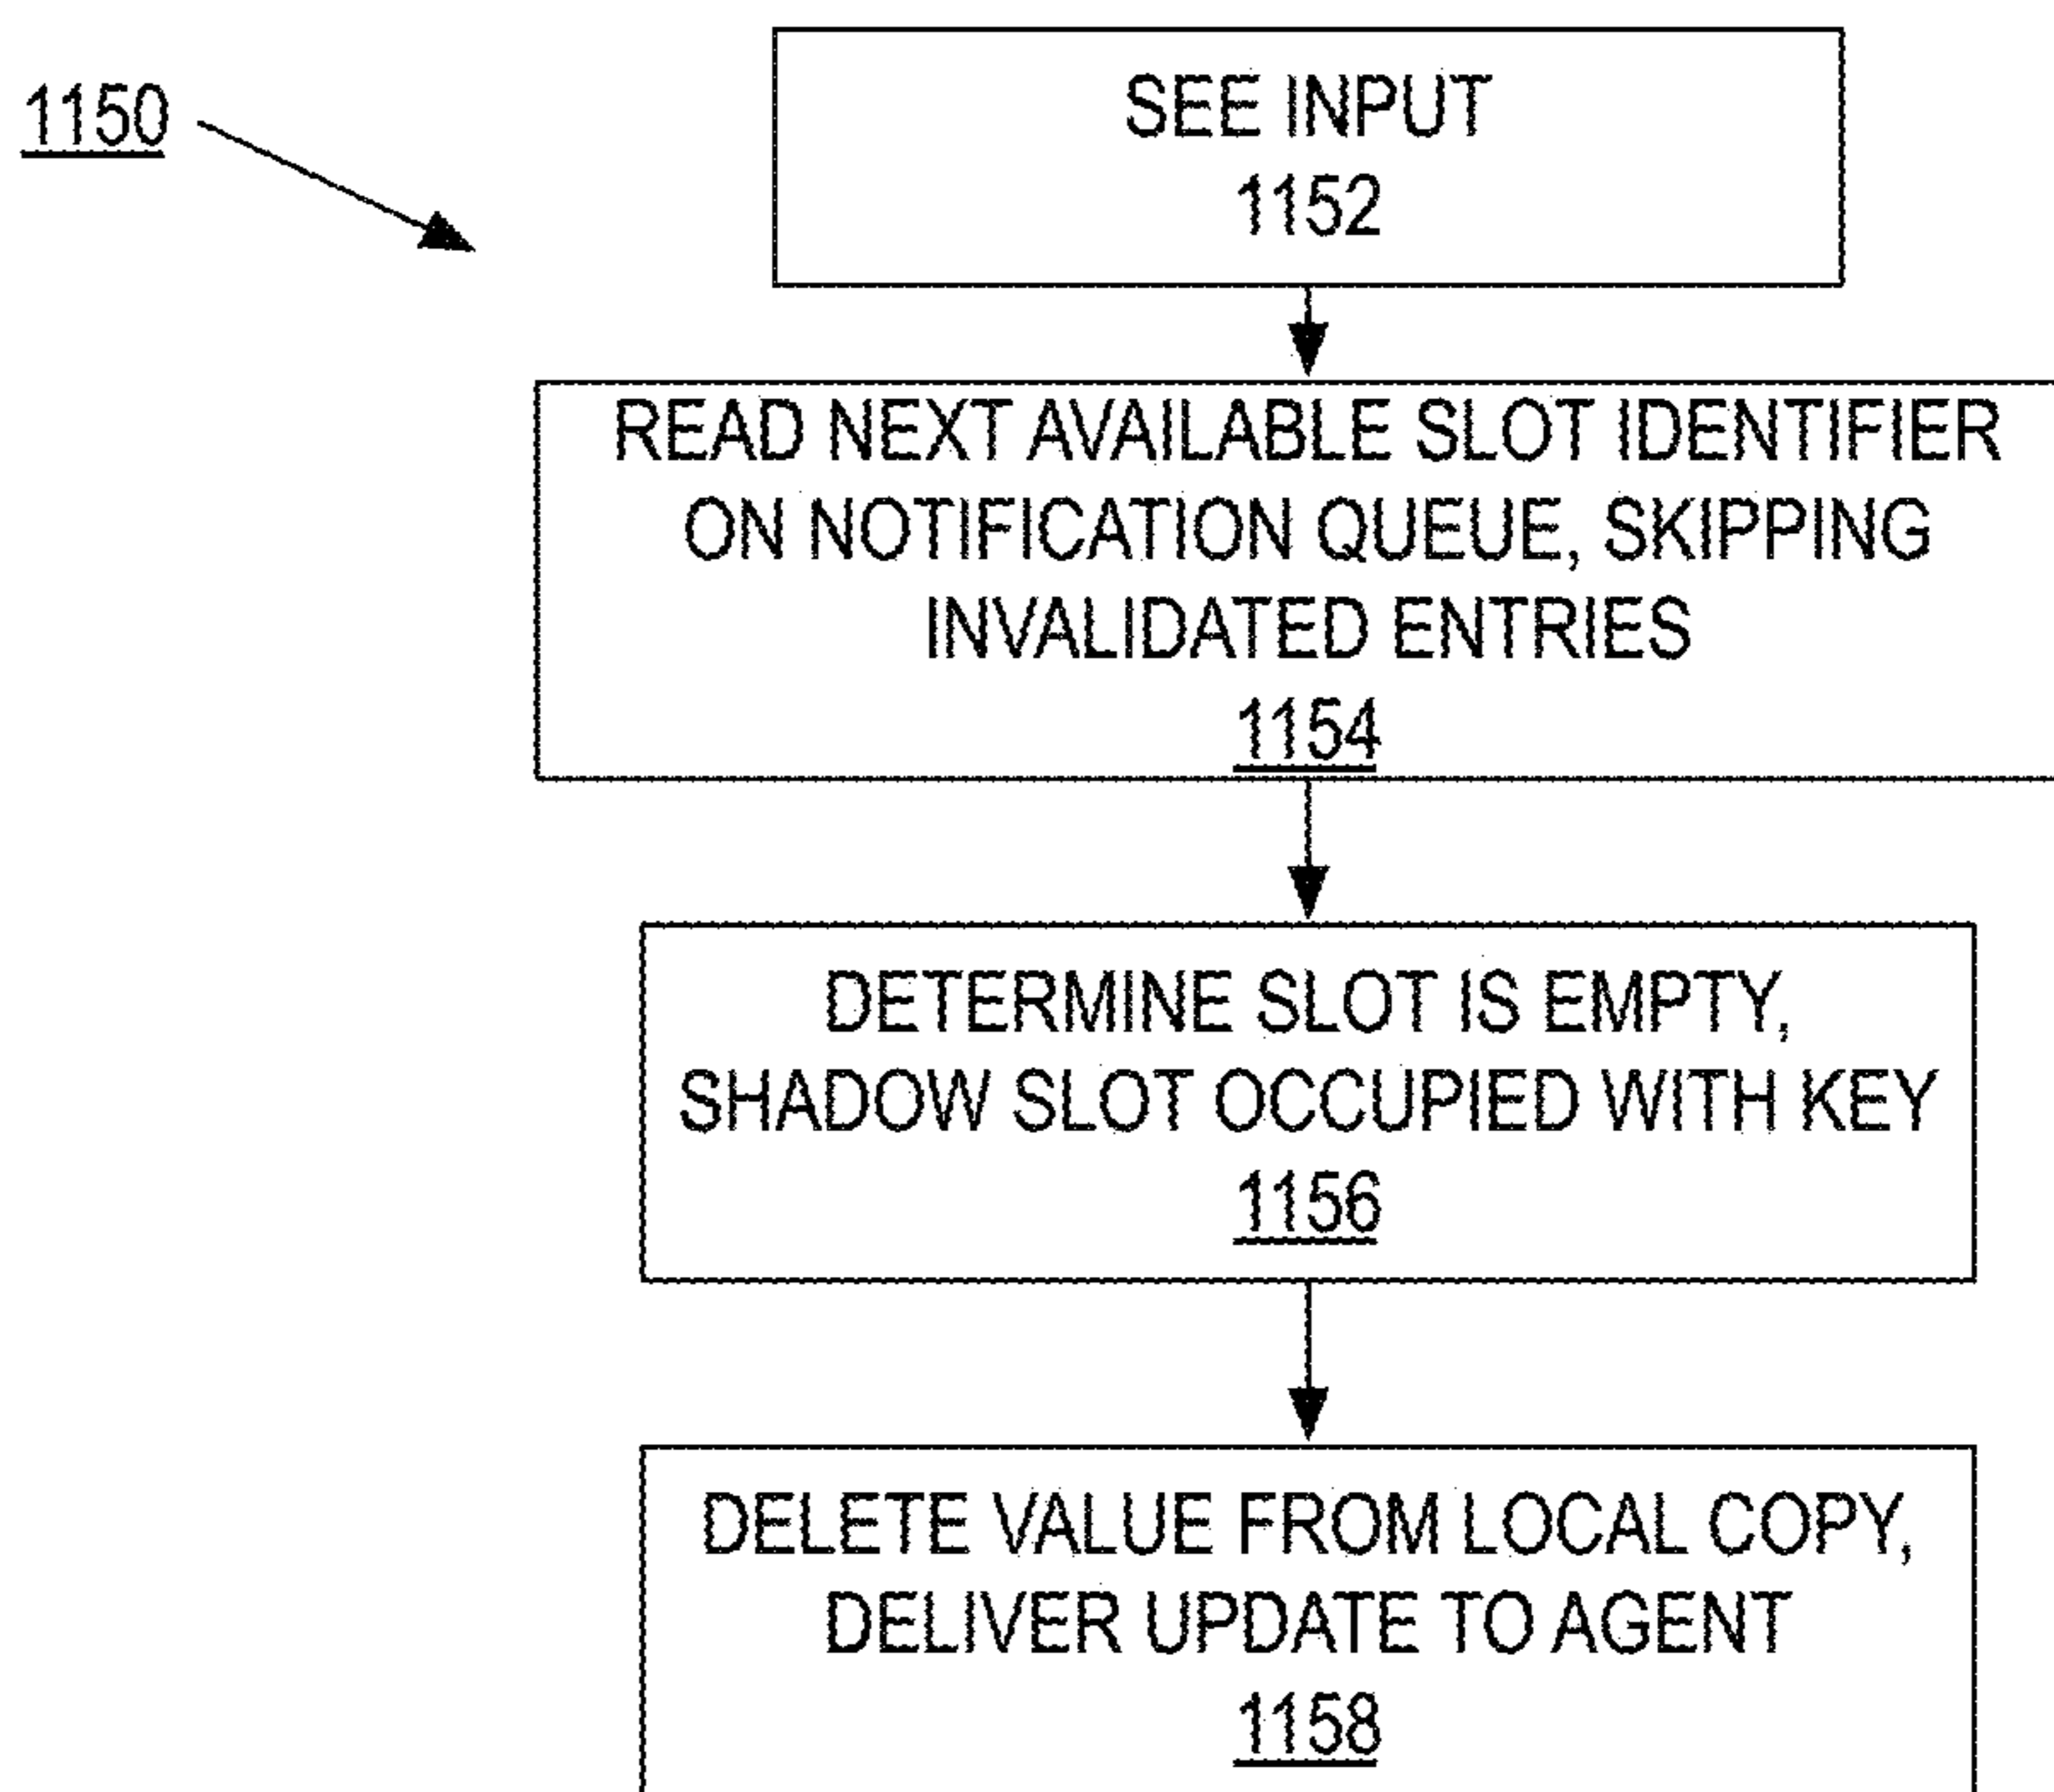 1150
SEE INPUT
1152
READ NEXT AVAILABLE SLOT IDENTIFIER
ON NOTIFICATION QUEUE, SKIPPING
INVALIDATED ENTRIES
1154
DETERMINE SLOT IS EMPTY,
SHADOW SLOT OCCUPIED WITH KEY
1156
DELETE VALUE FROM LOCAL COPY,
DELIVER UPDATE TO AGENT
1158